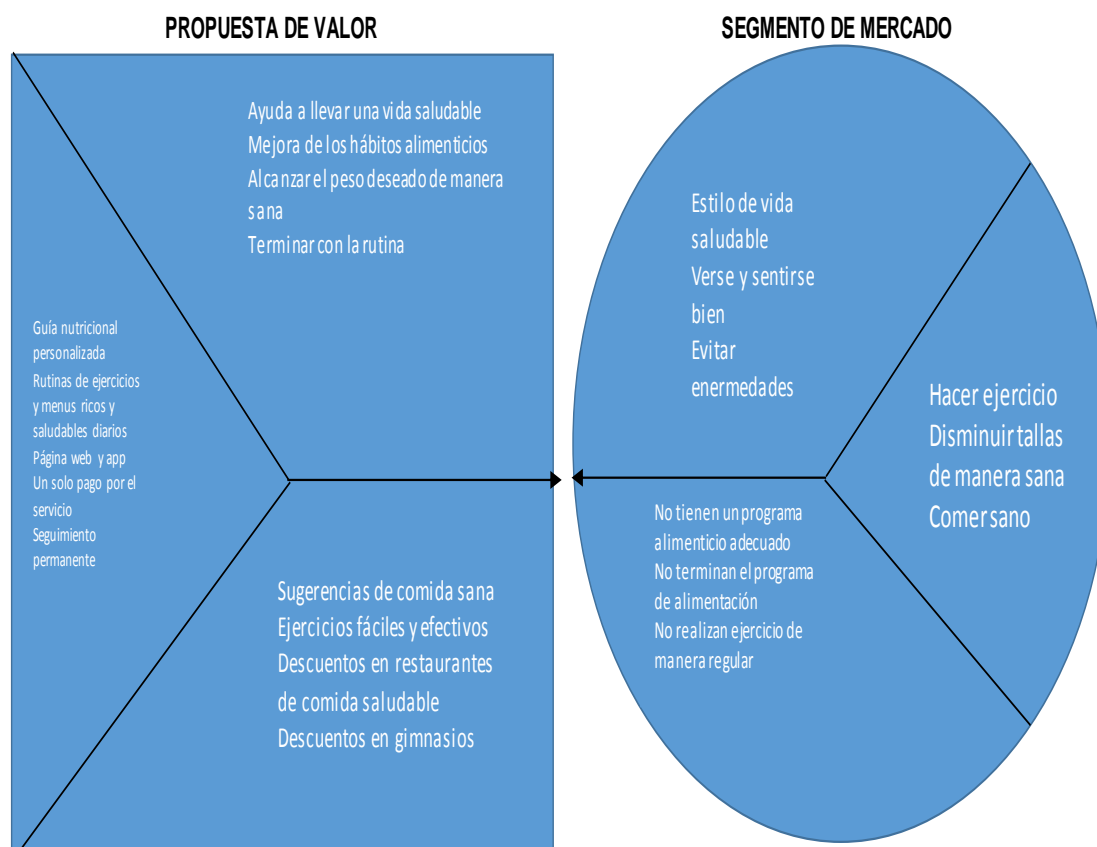 PROPUESTA DE VALOR
SEGMENTO DE MERCADO
Ayuda a llevar una vida saludable
Mejora de los hábitos alimenticios
Alcanzar el peso deseado de manera
sana
Terminar con la rutina
Guía nutricional
personalizada
Rutinas de ejercicios
y menus ricos y
saludables diarios
Página web y app
Un solo pago por el
servicio
Seguimiento
permanente
Sugerencias de comida sana
Ejercicios fáciles y efectivos
Descuentos en restaurantes
de comida saludable
Descuentos en gimnasios
Estilo de vida
saludable
Verse y sentirse
bien
Evitar
enermedades
Hacer ejercicio
Disminuir tallas
de manera sana
Comer sano
No tienen un programa
alimenticio adecuado
No terminan el programa
de alimentación
No realizan ejercicio de
manera regular